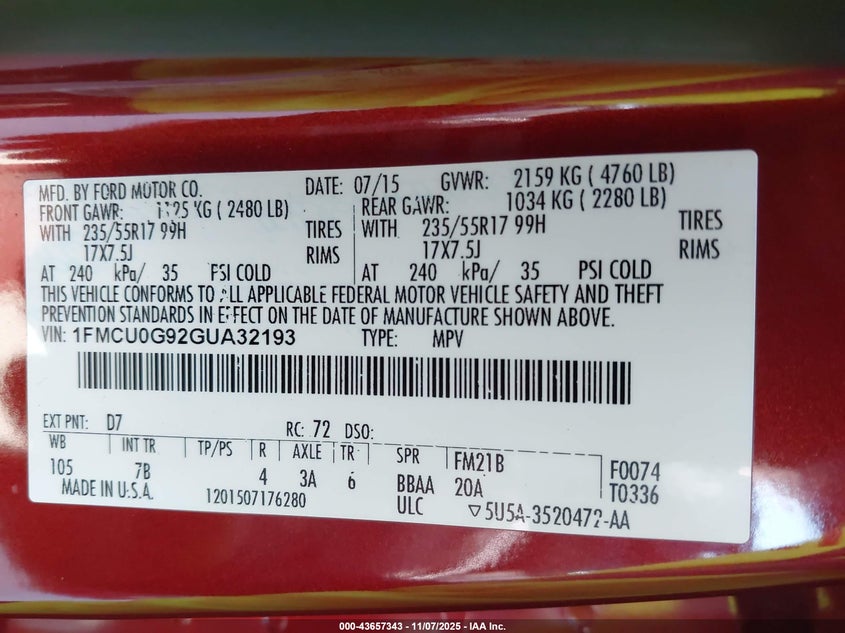 MFD. BY FORD MOTOR CO. DATE: 07/15 GVWR: 2159 KG ( 4760 LB)
FRONT GAWR: 1125 KG ( 2480 LB) REAR GAWR: 1034 KG ( 2280 LB)
WITH 235/55R17 99H TIRES WITH 235/55R17 99H TIRES
17X7.5J RIMS 17X7.5J RIMS
AT 240 kPa/ 35 PSI COLD AT 240 kPa/ 35 PSI COLD
THIS VEHICLE CONFORMS TO ALL APPLICABLE FEDERAL MOTOR VEHICLE SAFETY AND THEFT
PREVENTION STANDARDS IN EFFECT ON THE DATE OF MANUFACTURE SHOWN ABOVE.
VIN: 1FMCU0G92GUA32193 TYPE: MPV
EXT PNT: D7 RC: 72 DSO:
WB INT TR TP/PS R AXLE TR SPR FM21B F0074
105 7B 4 3A 6 BBAA 20A T0336
MADE IN U.S.A. 1201507176280 ULC ▽5U5A-3520472-AA
000-43657343 - 11/07/2025 - IAA Inc.